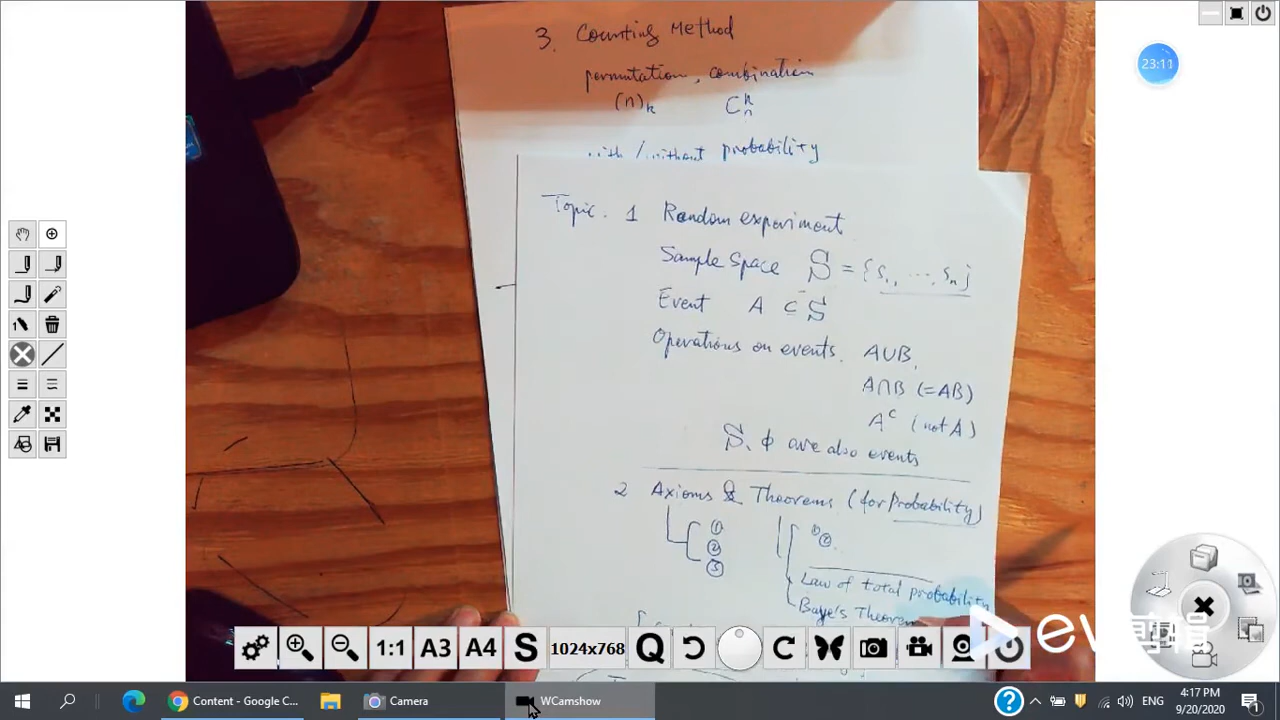 3. Counting Method
permutation, combination
(n)k Cnk
with/without probability
Topic. 1 Random experiment
Sample Space S = {S1, ..., Sn}
Event A ⊂ S
Operations on events. A∪B,
A∩B (=AB)
Ac (not A)
S, ϕ are also events
2 Axioms & Theorems (for probability)
① ①
② ②
③
Law of total probability
Baye's Theorem
23:11
1:1 A3 A4 S 1024x768 Q
Content - Google C... Camera WCamshow ENG 4:17 PM
9/20/2020